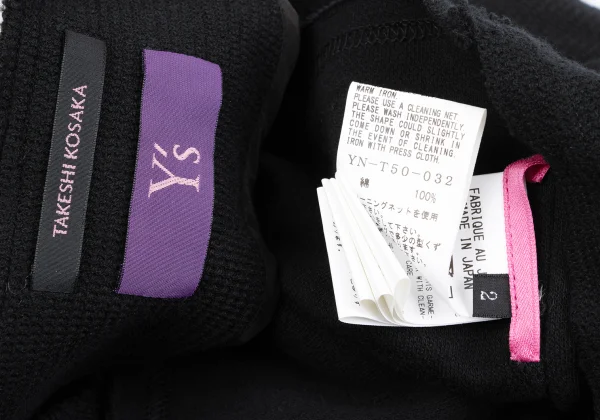 TAKESHI KOSAKA
Y's
WARM IRON
PLEASE USE A CLEANING NET
PLEASE WASH INDEPENDENTLY
THE SHAPE COULD SLIGHTLY
COME DOWN OR SHRINK IN
THE EVENT OF CLEANING.
IRON WITH PRESS CLOTH.
YN-T50-032
綿 100%
ーニングネットを使用
FABRIQUE AU
MADE IN
2